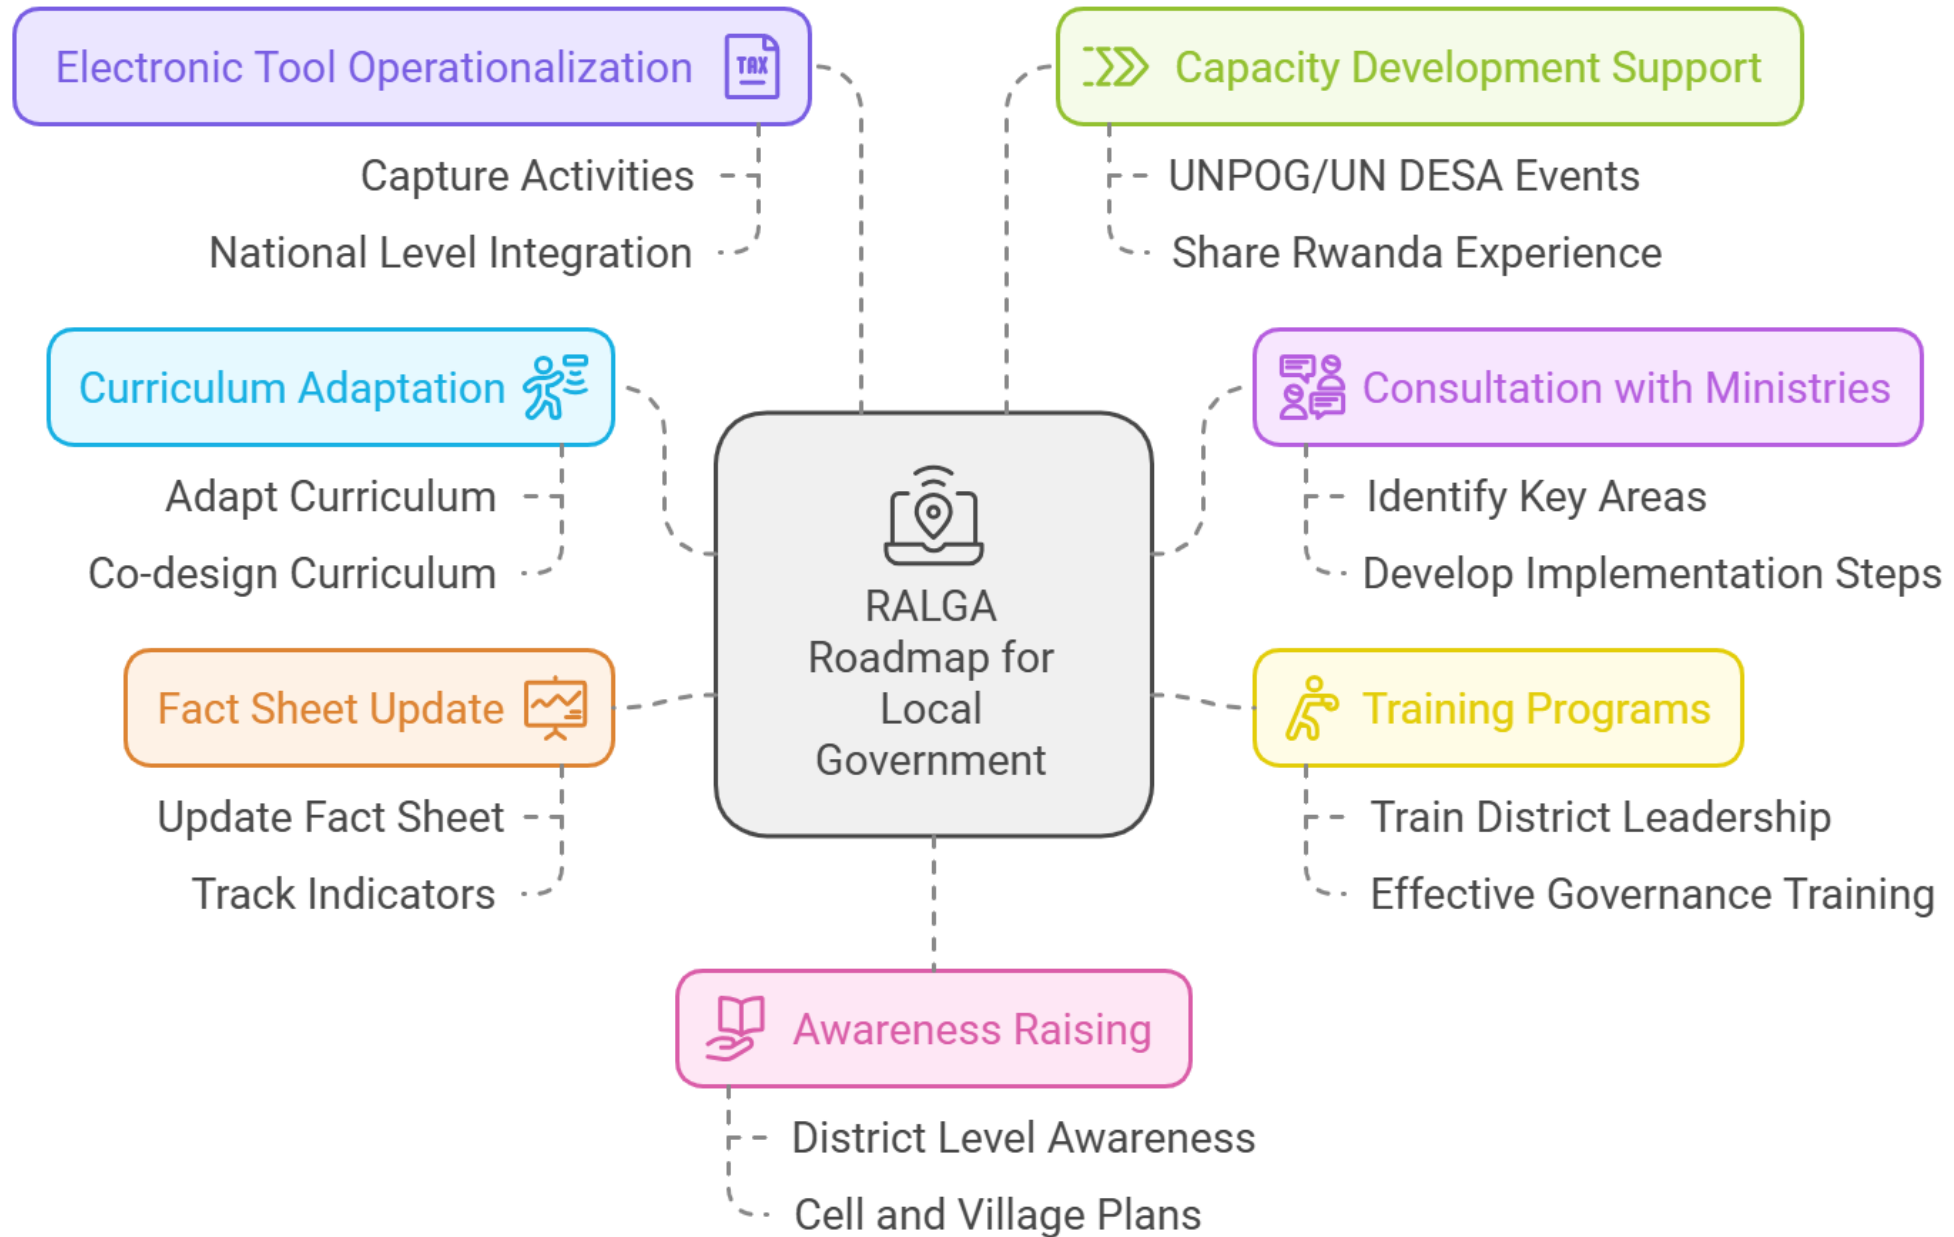 Electronic Tool Operationalization
TAX
Capture Activities
National Level Integration
Capacity Development Support
UNPOG/UN DESA Events
Share Rwanda Experience
Curriculum Adaptation
Adapt Curriculum
Co-design Curriculum
Consultation with Ministries
Identify Key Areas
Develop Implementation Steps
RALGA
Roadmap for
Local
Government
Fact Sheet Update
Update Fact Sheet
Track Indicators
Training Programs
Train District Leadership
Effective Governance Training
Awareness Raising
District Level Awareness
Cell and Village Plans